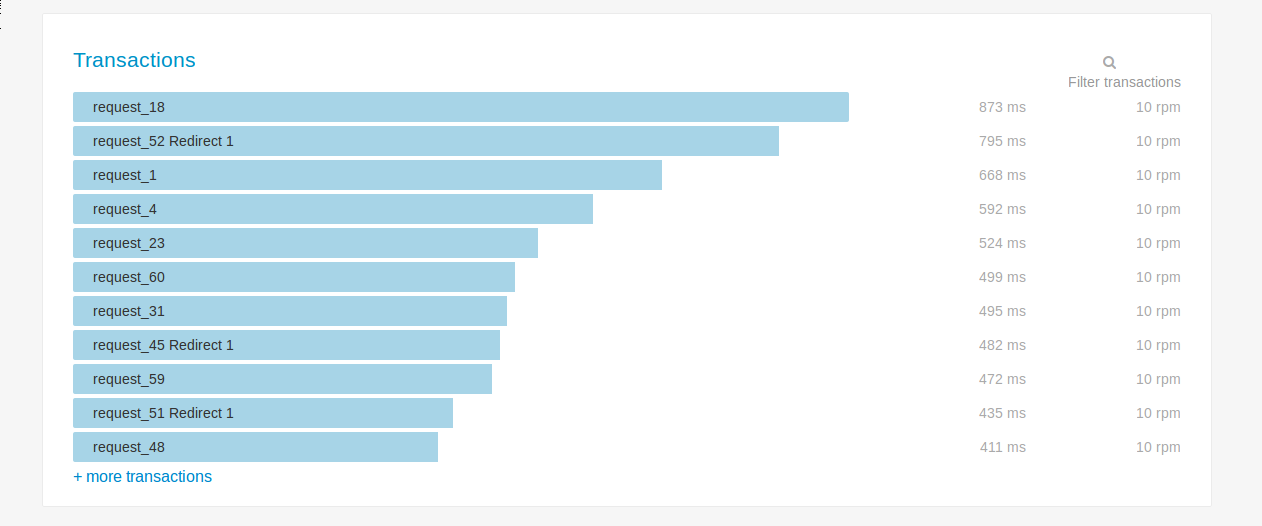 Transactions
Filter transactions
request_18 873 ms 10 rpm
request_52 Redirect 1 795 ms 10 rpm
request_1 668 ms 10 rpm
request_4 592 ms 10 rpm
request_23 524 ms 10 rpm
request_60 499 ms 10 rpm
request_31 495 ms 10 rpm
request_45 Redirect 1 482 ms 10 rpm
request_59 472 ms 10 rpm
request_51 Redirect 1 435 ms 10 rpm
request_48 411 ms 10 rpm
+ more transactions